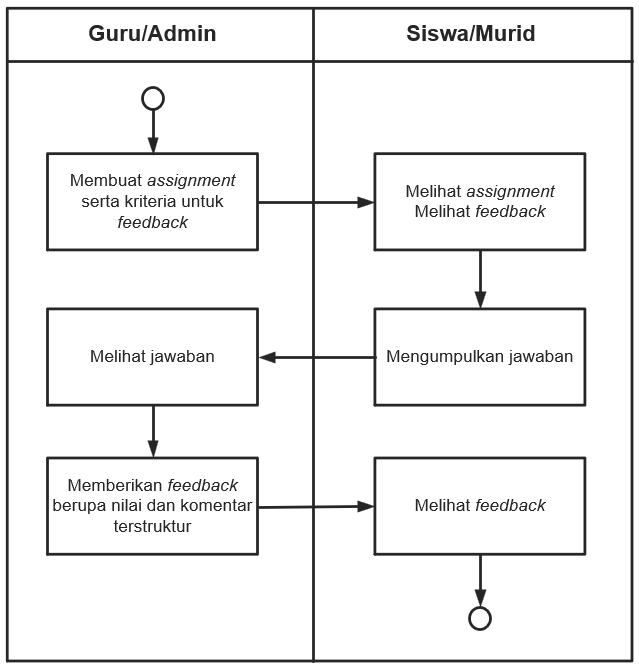 Guru/Admin
Siswa/Murid
Membuat assignment
serta kriteria untuk
feedback
Melihat assignment
Melihat feedback
Melihat jawaban
Mengumpulkan jawaban
Memberikan feedback
berupa nilai dan komentar
terstruktur
Melihat feedback